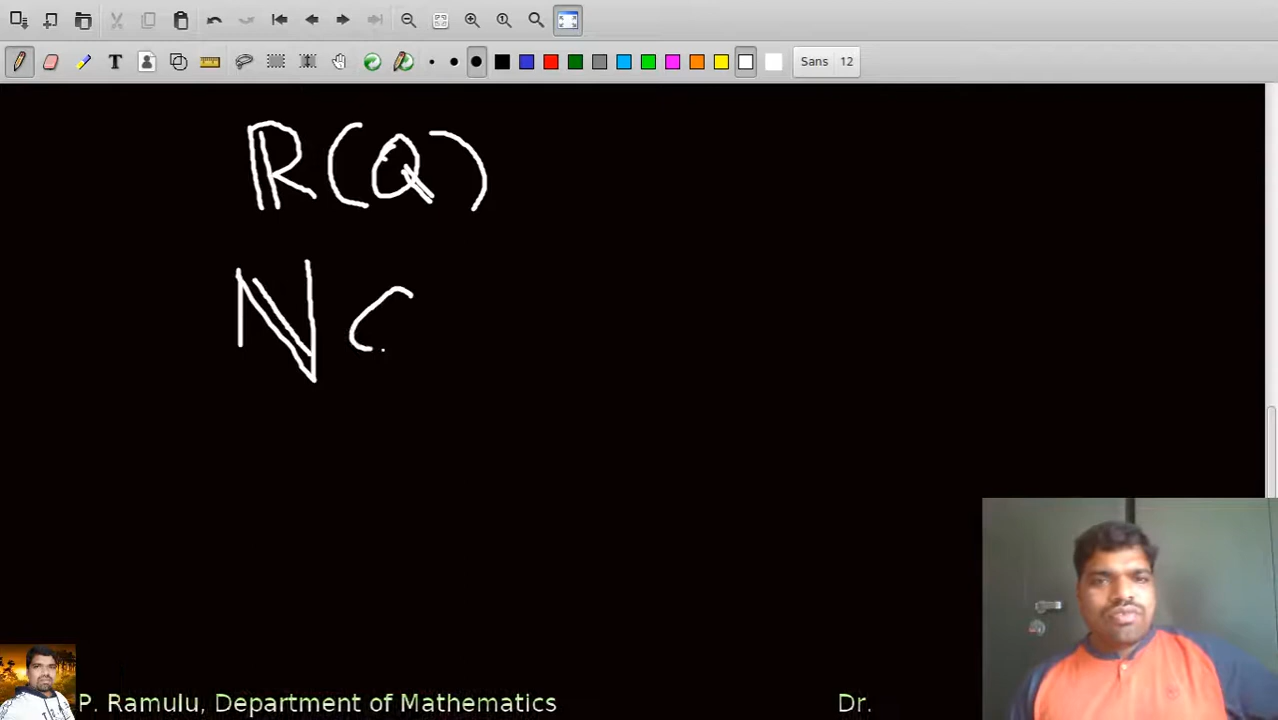 Sans 12
ℝ(ℚ)
ℕ (
P. Ramulu, Department of Mathematics Dr.